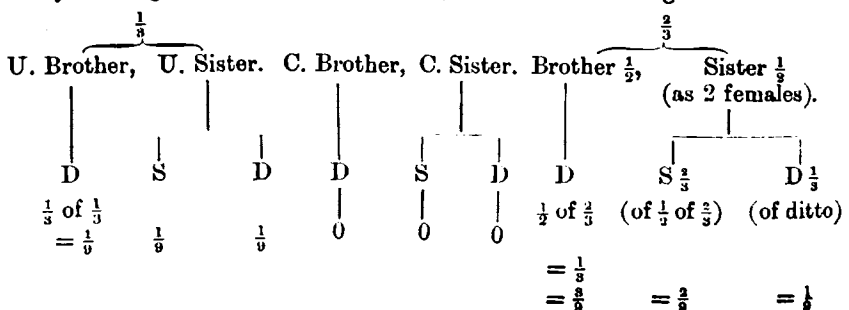 1/3 2/3
U. Brother, U. Sister. C. Brother, C. Sister. Brother 1/2, Sister 1/2
(as 2 females).
D S D D S D D S 2/3 D 1/3
1/3 of 1/3 1/2 of 2/3 (of 1/2 of 2/3) (of ditto)
= 1/9 1/9 1/9 0 0 0
= 1/3
= 3/9 = 2/9 = 1/9